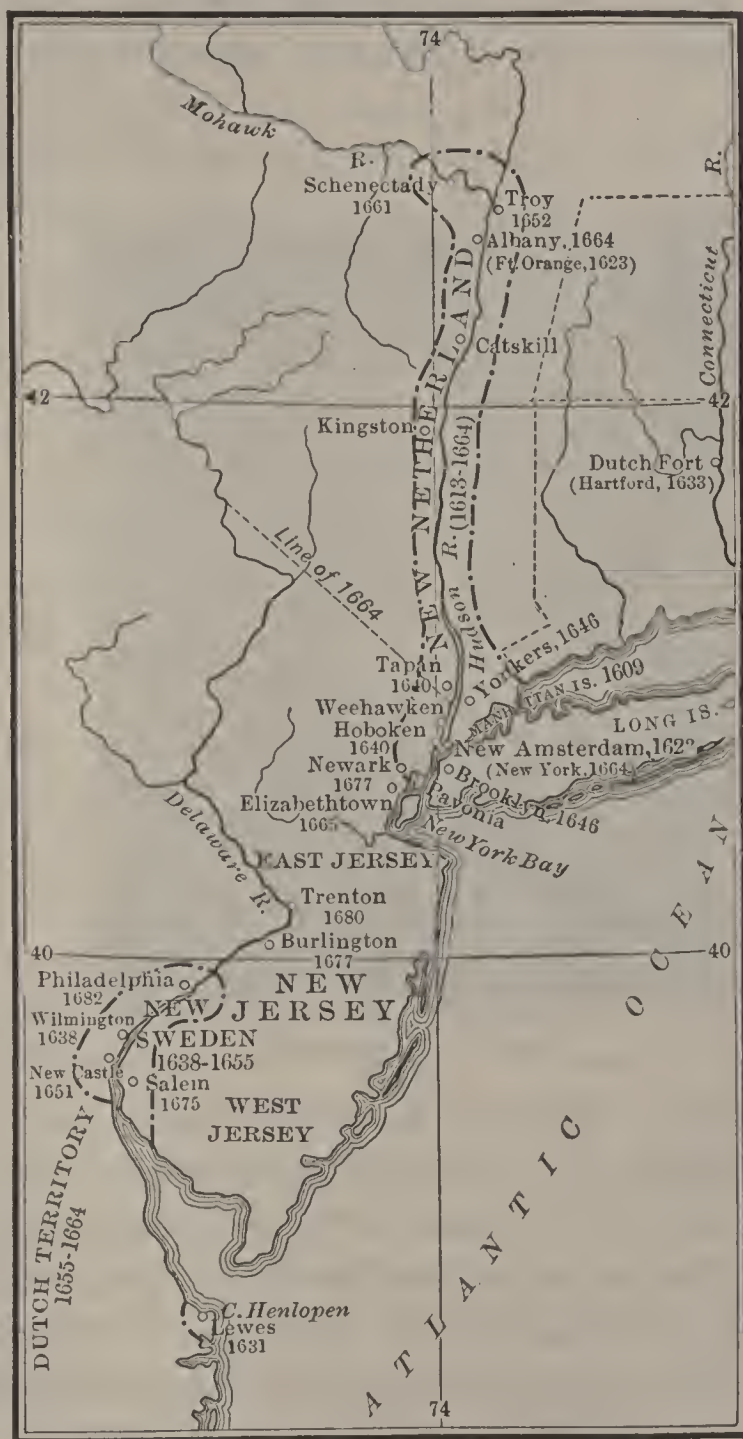 74
Mohawk
R.
R.
Schenectady
1661
Troy
1652
Albany, 1664
(Ft. Orange, 1623)
Connecticut
NEW NETHERLAND
Catskill
42
42
Kingston
(1613-1664)
Dutch Fort
(Hartford, 1633)
Line of 1664
Hudson R.
Tapan
1640
Yonkers, 1646
MANHATTAN IS. 1609
Weehawken
Hoboken
1640
LONG IS.
New Amsterdam,
(New York, 1664)
Newark
1677
Brooklyn, 1646
Elizabethtown
1665
Pavonia
New York Bay
Delaware R.
EAST JERSEY
Trenton
1680
Burlington
1677
40
40
Philadelphia
1682
NEW
JERSEY
Wilmington
1638
NEW
SWEDEN
1638-1655
New Castle
1651
Salem
1675
WEST
JERSEY
DUTCH TERRITORY
1655-1664
C. Henlopen
Lewes
1631
ATLANTIC OCEAN
74